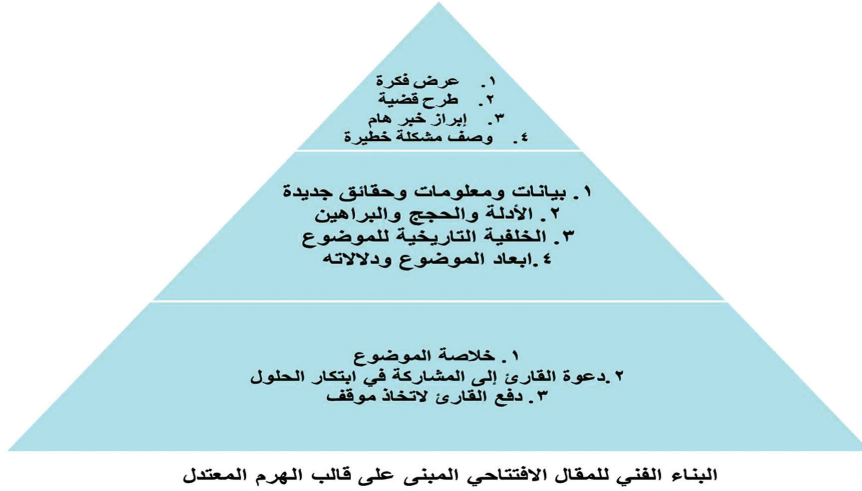 ١. عرض فكرة
٢. طرح قضية
٣. إبراز خبر هام
٤. وصف مشكلة خطيرة
١. بيانات ومعلومات وحقائق جديدة
٢. الأدلة والحجج والبراهين
٣. الخلفية التاريخية للموضوع
٤.ابعاد الموضوع ودلالاته
١. خلاصة الموضوع
٢.دعوة القارئ إلى المشاركة في ابتكار الحلول
٣. دفع القارئ لاتخاذ موقف
البناء الفني للمقال الافتتاحي المبنى على قالب الهرم المعتدل